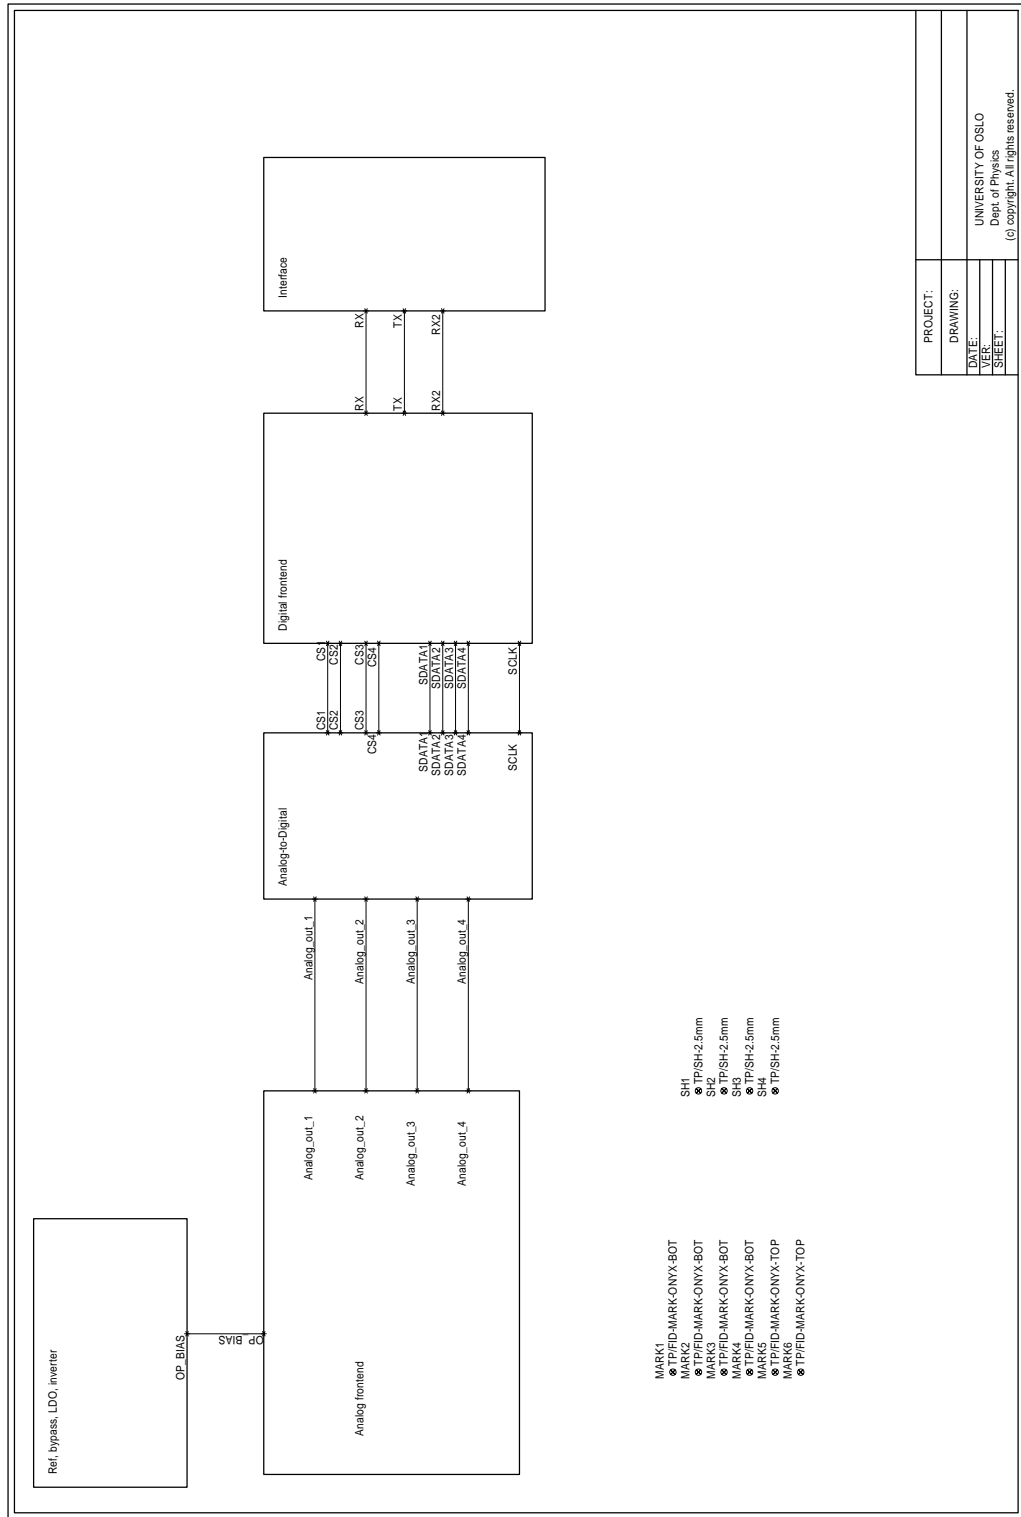 Ref, bypass, LDO, inverter
OP_BIAS
OP_BIAS
Analog frontend
Analog_out_1
Analog_out_2
Analog_out_3
Analog_out_4
Analog_out_1
Analog_out_2
Analog_out_3
Analog_out_4
Analog-to-Digital
CS1
CS2
CS3
CS4
SDATA1
SDATA2
SDATA3
SDATA4
SCLK
CS1
CS2
CS3
CS4
SDATA1
SDATA2
SDATA3
SDATA4
SCLK
Digital frontend
RX
TX
RX2
RX
TX
RX2
Interface
MARK1
TP/FID-MARK-ONYX-BOT
MARK2
TP/FID-MARK-ONYX-BOT
MARK3
TP/FID-MARK-ONYX-BOT
MARK4
TP/FID-MARK-ONYX-BOT
MARK5
TP/FID-MARK-ONYX-TOP
MARK6
TP/FID-MARK-ONYX-TOP
SH1
TP/SH-2.5mm
SH2
TP/SH-2.5mm
SH3
TP/SH-2.5mm
SH4
TP/SH-2.5mm
PROJECT:
DRAWING:
DATE:
VER:
SHEET:
UNIVERSITY OF OSLO
Dept. of Physics
(c) copyright. All rights reserved.